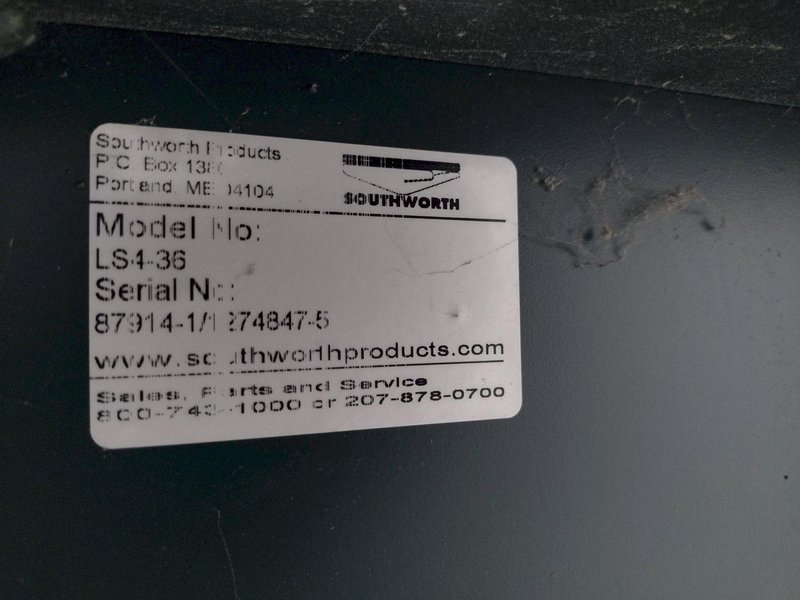 Southworth Products
P.O. Box 1380
Portland, ME 04104
SOUTHWORTH
Model No:
LS4-36
Serial No:
87914-1/1274847-5
www.southworthproducts.com
Sales, Parts and Service
800-743-1000 or 207-878-0700